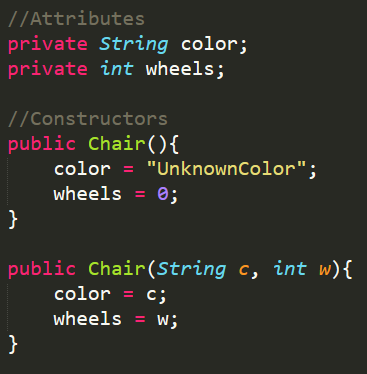 //Attributes
private String color;
private int wheels;
//Constructors
public Chair(){
color = "UnknownColor";
wheels = 0;
}
public Chair(String c, int w){
color = c;
wheels = w;
}